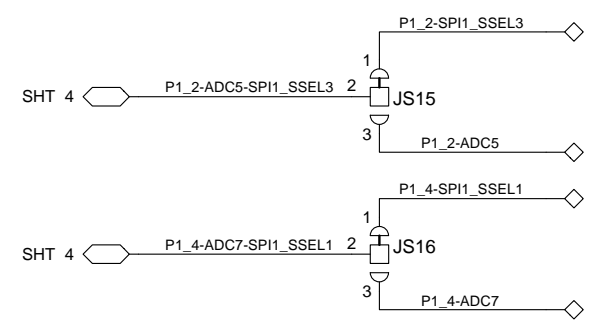 P1_2-SPI1_SSEL3
1
SHT 4 P1_2-ADC5-SPI1_SSEL3 2 JS15
3
P1_2-ADC5
P1_4-SPI1_SSEL1
1
SHT 4 P1_4-ADC7-SPI1_SSEL1 2 JS16
3
P1_4-ADC7